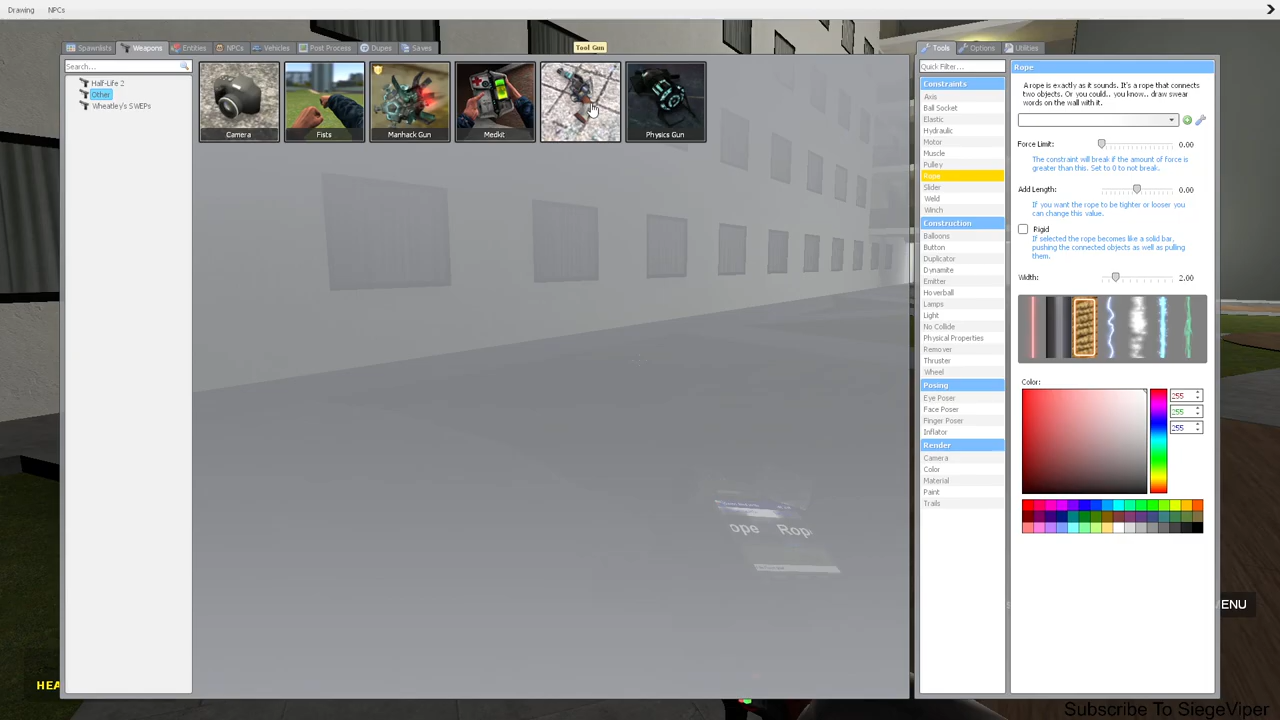 Drawing NPCs
Spawnlists Weapons Entities NPCs Vehicles Post Process Dupes Saves
Tool Gun
Tools Options Utilities
Search...
Half-Life 2
Other
Wheatley's SWEPs
Camera Fists Manhack Gun Medkit Physics Gun
Quick Filter...
Constraints
Axis
Ball Socket
Elastic
Hydraulic
Motor
Muscle
Pulley
Rope
Slider
Weld
Winch
Construction
Balloons
Button
Duplicator
Dynamite
Emitter
Hoverball
Lamps
Light
No Collide
Physical Properties
Remover
Thruster
Wheel
Posing
Eye Poser
Face Poser
Finger Poser
Inflator
Render
Camera
Color
Material
Paint
Trails
Rope
A rope is exactly as it sounds. It's a rope that connects
two objects. Or you could.. you know.. draw swear
words on the wall with it.
Force Limit: 0.00
The constraint will break if the amount of force is
greater than this. Set to 0 to not break.
Add Length: 0.00
If you want the rope to be tighter or looser you
can change this value.
Rigid
If selected the rope becomes like a solid bar,
pushing the connected objects as well as pulling
them.
Width: 2.00
Color:
255
255
255
ope Rop
ENU
HEA
Subscribe To SiegeViper